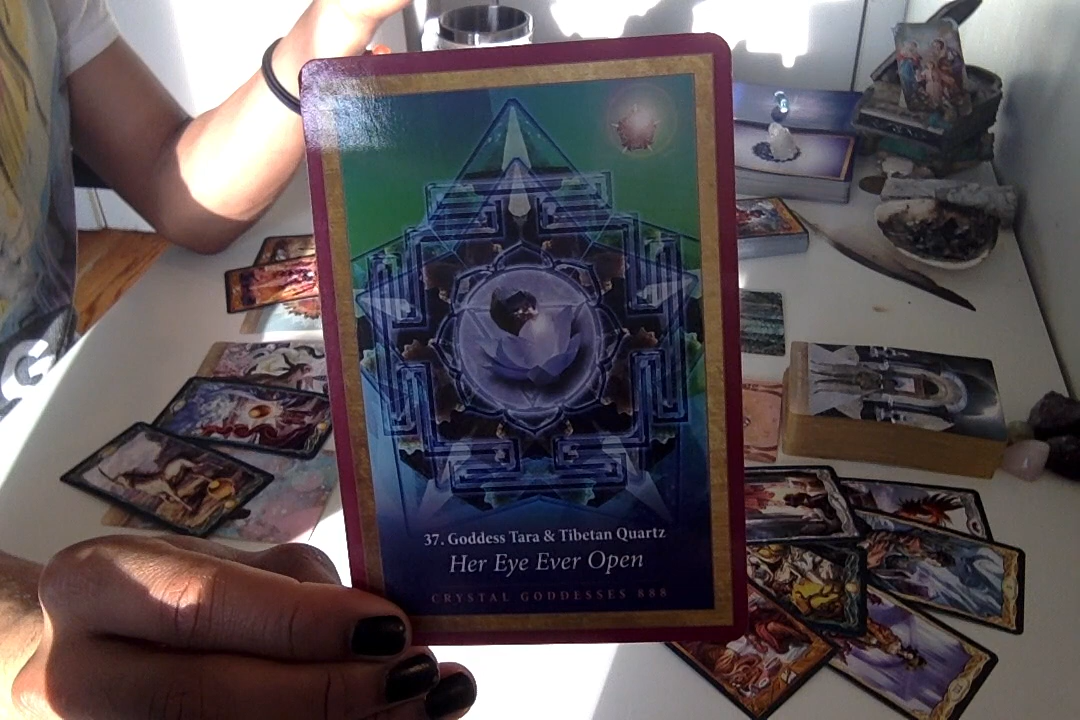 37. Goddess Tara & Tibetan Quartz
Her Eye Ever Open
CRYSTAL GODDESSES 888